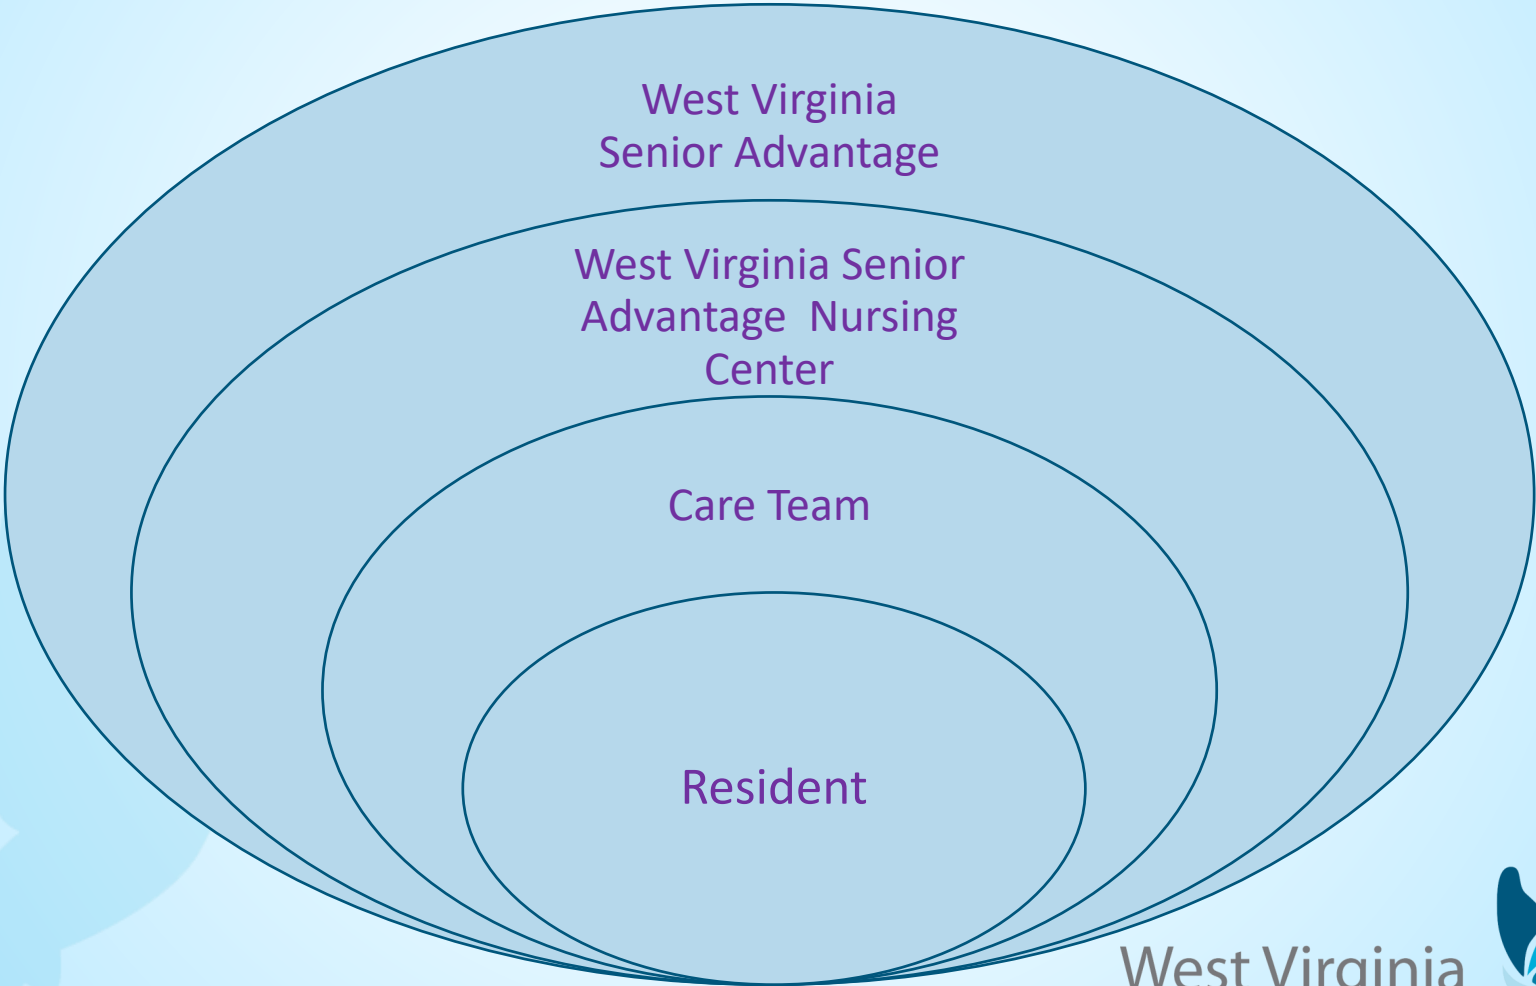 West Virginia
Senior Advantage
West Virginia Senior
Advantage  Nursing
Center
Care Team
Resident
West Virginia